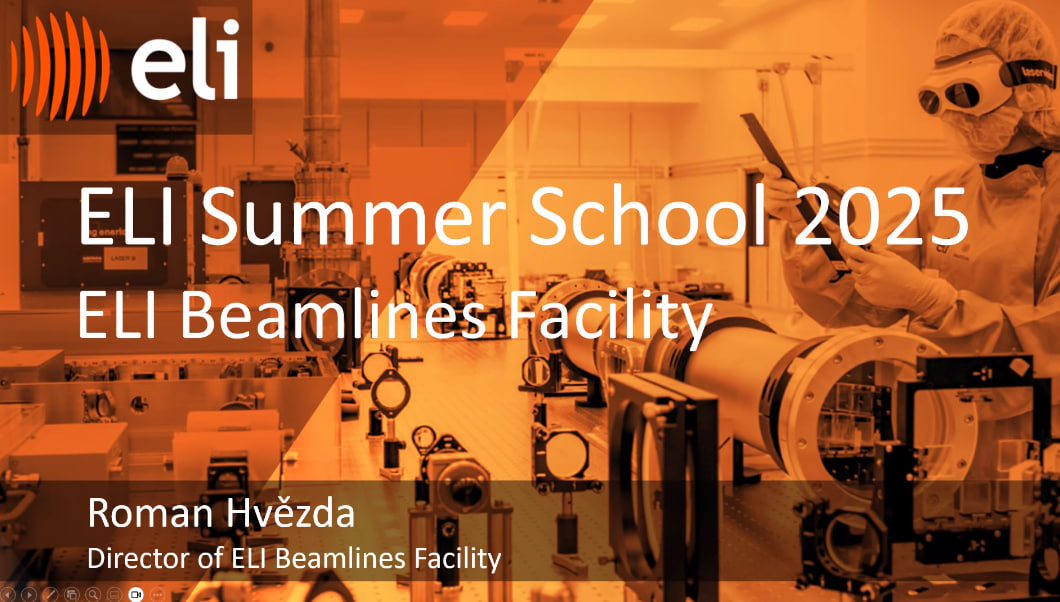 eli
ELI Summer School 2025
ELI Beamlines Facility
Roman Hvězda
Director of ELI Beamlines Facility